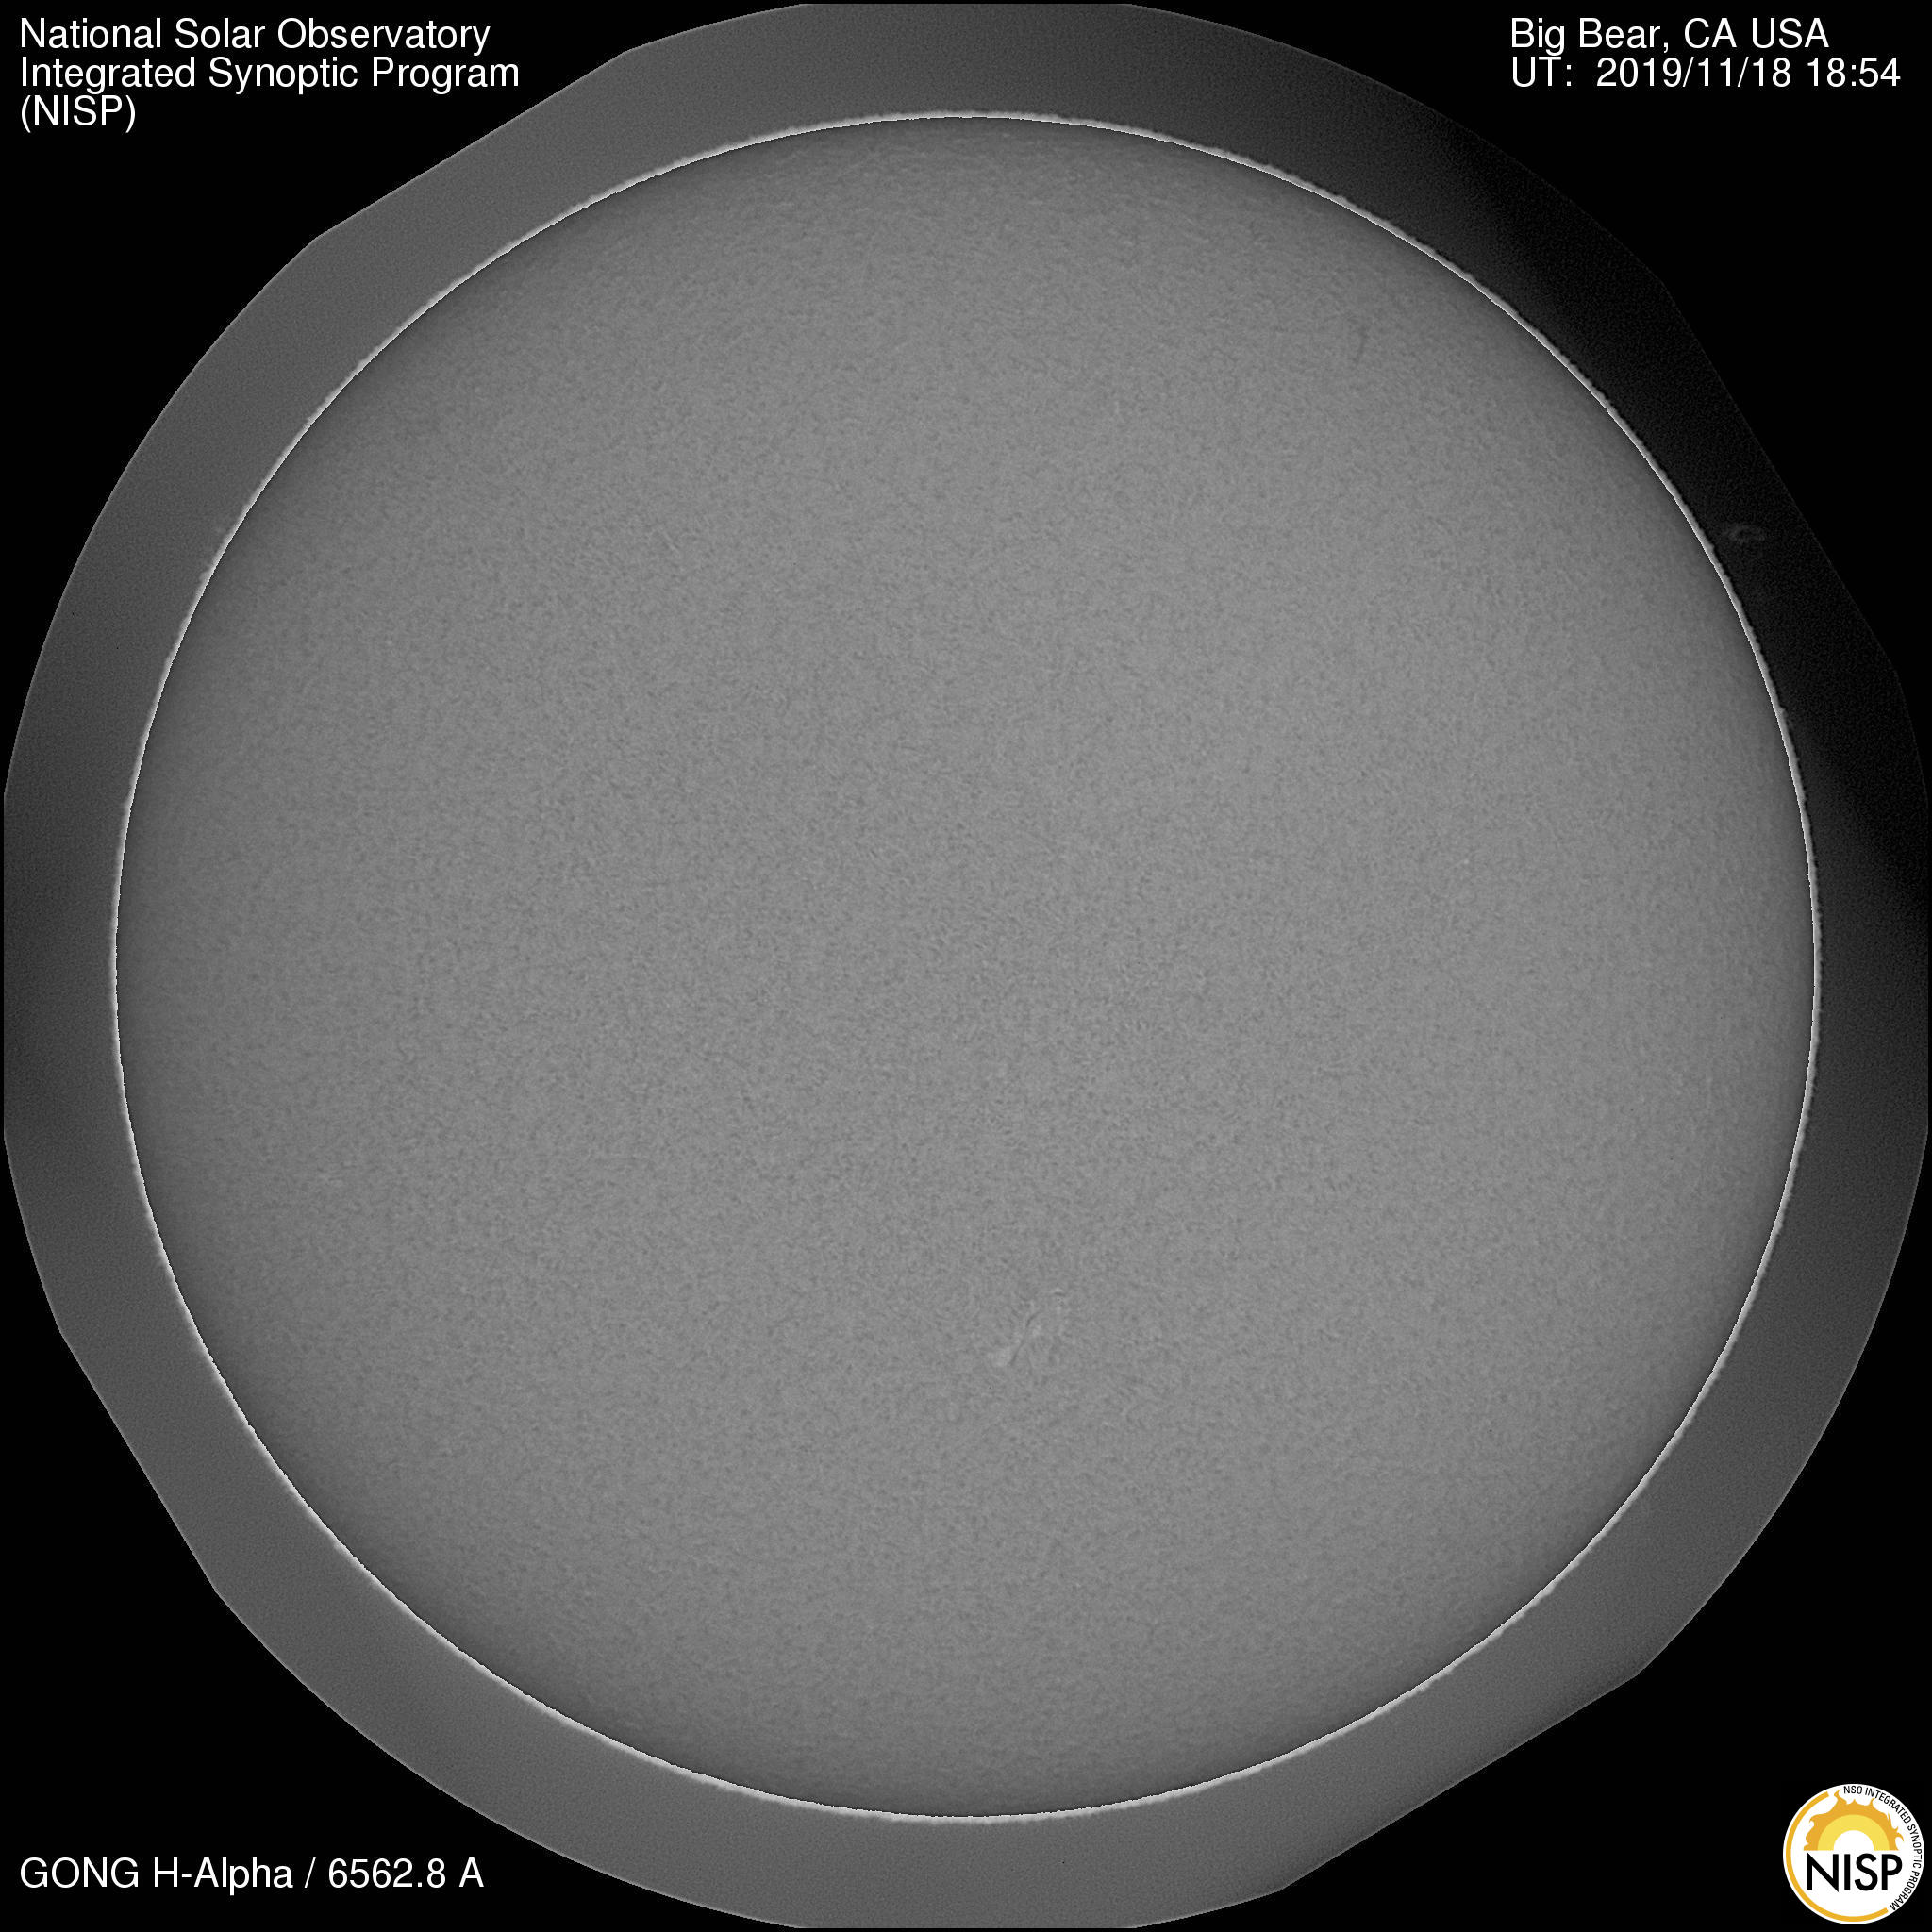 National Solar Observatory
Integrated Synoptic Program
(NISP)
Big Bear, CA USA
UT: 2019/11/18 18:54
GONG H-Alpha / 6562.8 A
NSO INTEGRATED SYNOPTIC PROGRAM
NISP